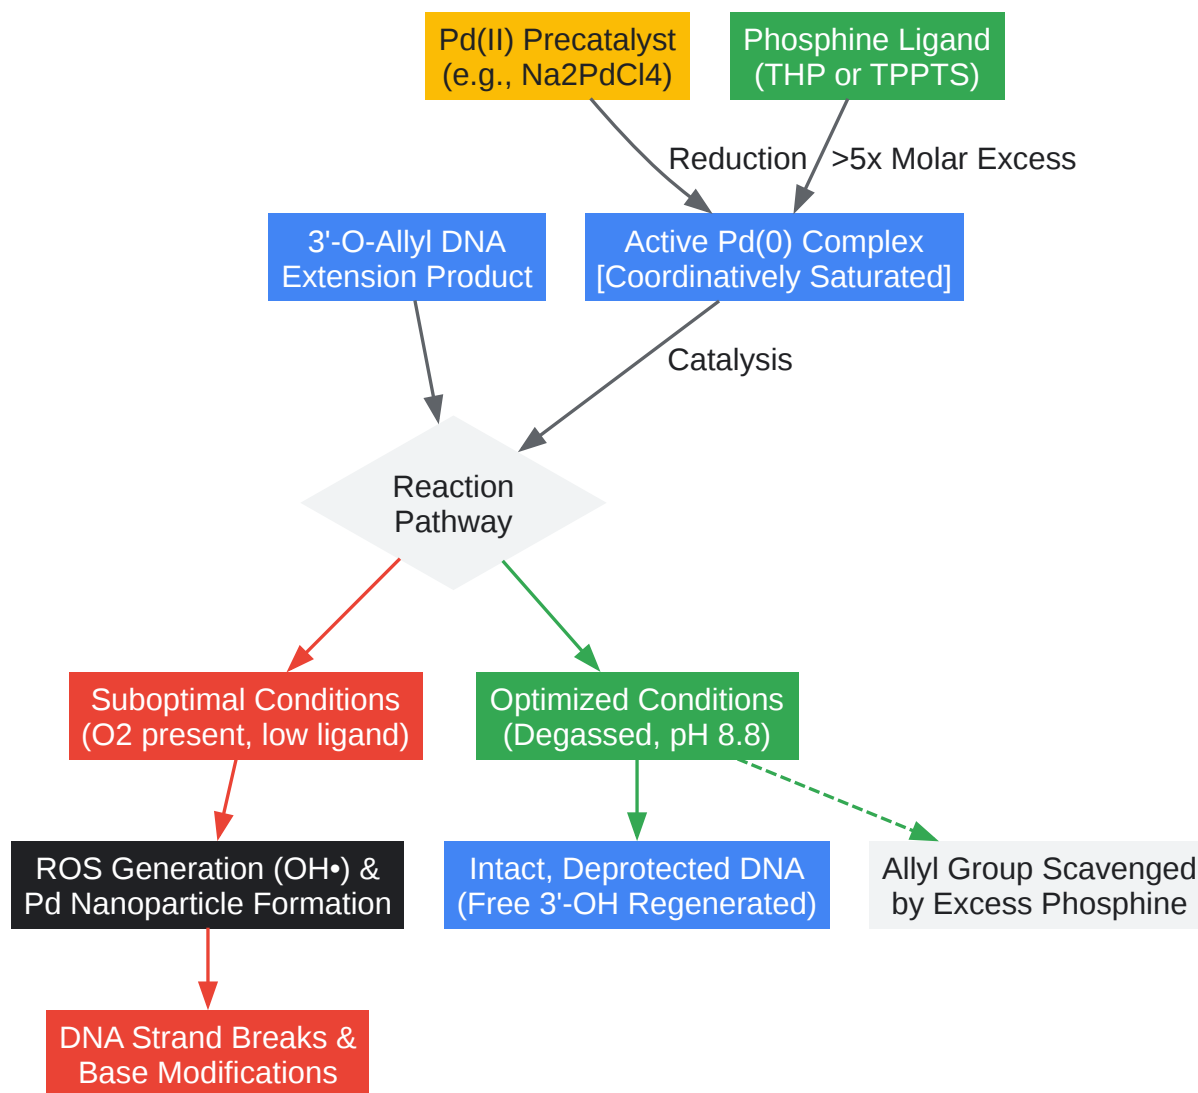 Pd(II) Precatalyst
(e.g., Na2PdCl4)
Phosphine Ligand
(THP or TPPTS)
Reduction
>5x Molar Excess
3'-O-Allyl DNA
Extension Product
Active Pd(0) Complex
[Coordinatively Saturated]
Catalysis
Reaction
Pathway
Suboptimal Conditions
(O2 present, low ligand)
Optimized Conditions
(Degassed, pH 8.8)
ROS Generation (OH•) &
Pd Nanoparticle Formation
Intact, Deprotected DNA
(Free 3'-OH Regenerated)
Allyl Group Scavenged
by Excess Phosphine
DNA Strand Breaks &
Base Modifications